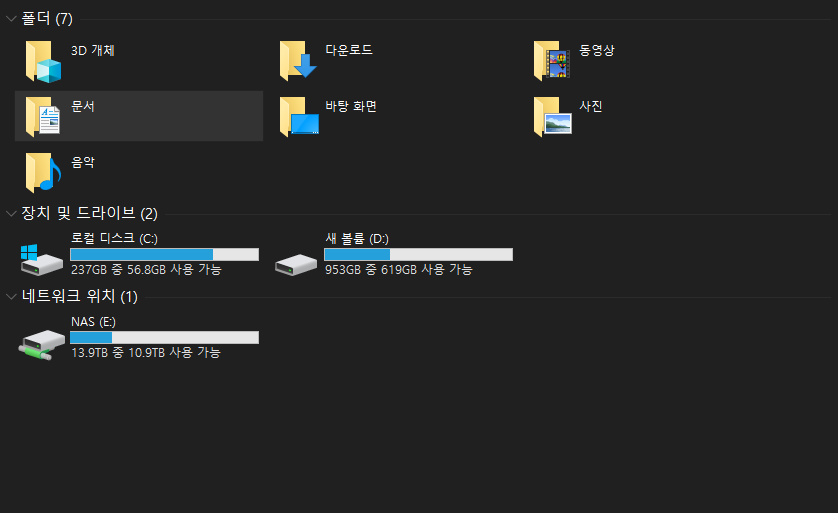 폴더 (7)
3D 개체
다운로드
동영상
문서
바탕 화면
사진
음악
장치 및 드라이브 (2)
로컬 디스크 (C:)
237GB 중 56.8GB 사용 가능
새 볼륨 (D:)
953GB 중 619GB 사용 가능
네트워크 위치 (1)
NAS (E:)
13.9TB 중 10.9TB 사용 가능